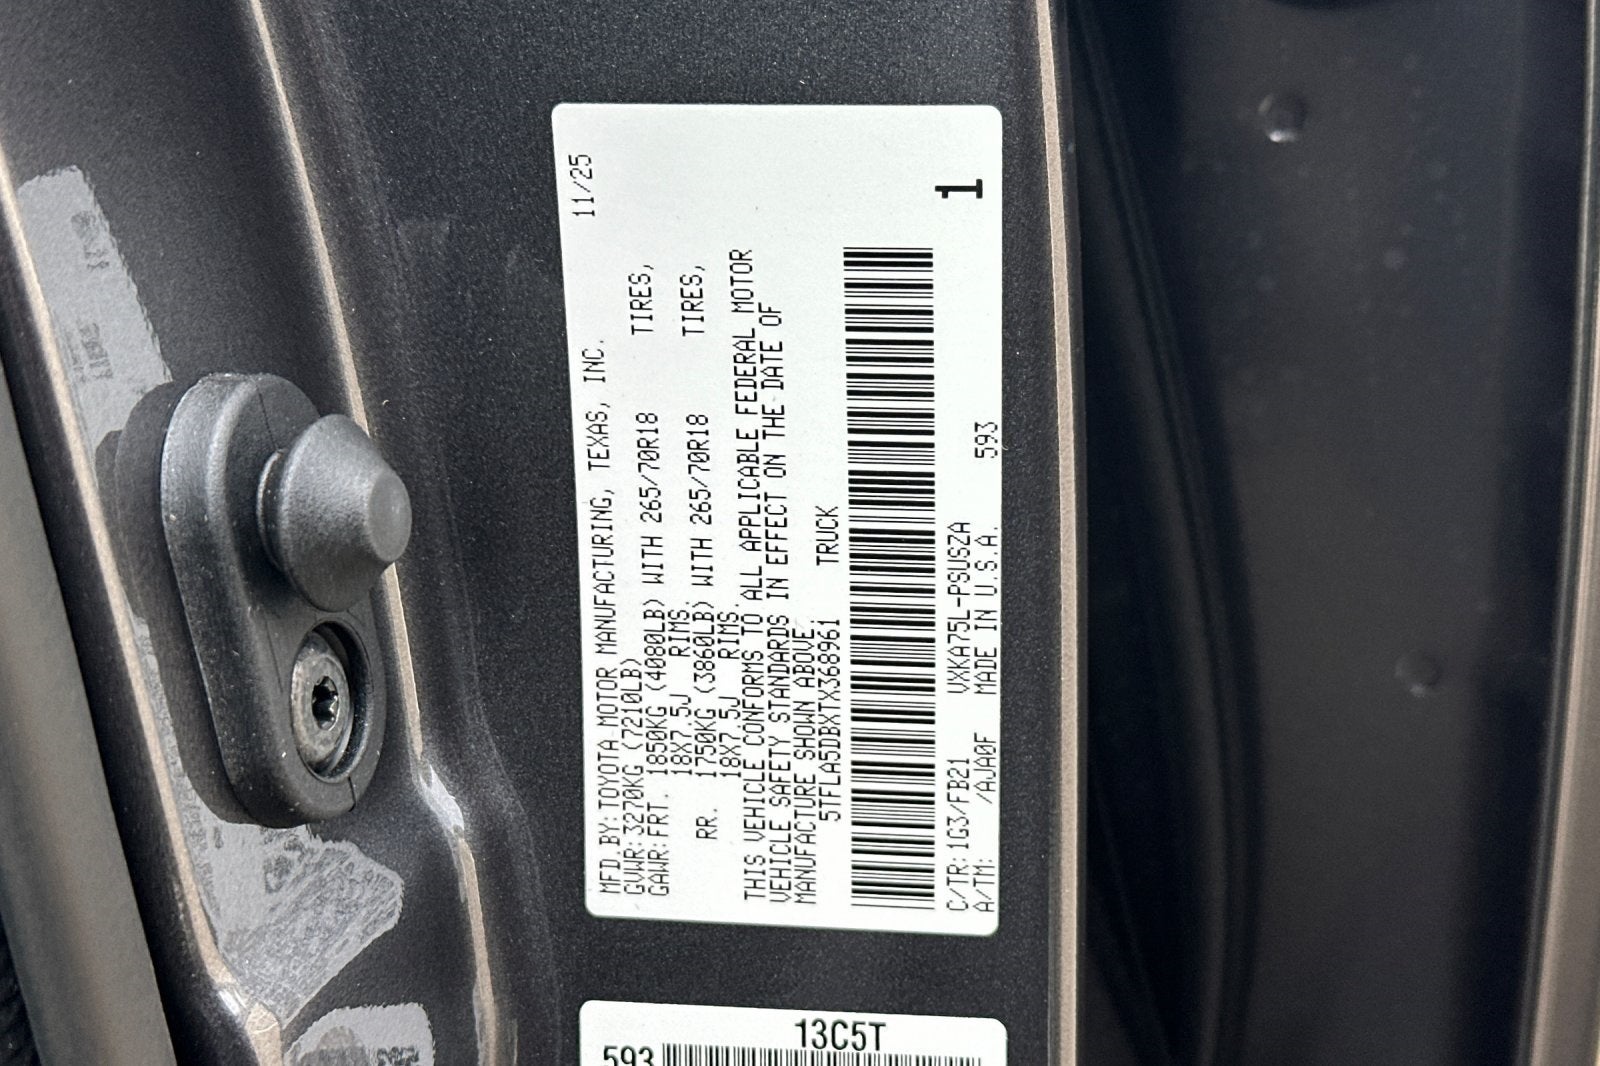 11/25
MFD.BY:TOYOTA MOTOR MANUFACTURING, TEXAS, INC.
GVWR:3270KG (7210LB)
GAWR:FRT. 1850KG (4080LB) WITH 265/70R18 TIRES,
18X7.5J RIMS.
RR. 1750KG (3860LB) WITH 265/70R18 TIRES,
18X7.5J RIMS.
THIS VEHICLE CONFORMS TO ALL APPLICABLE FEDERAL MOTOR
VEHICLE SAFETY STANDARDS IN EFFECT ON THE DATE OF
MANUFACTURE SHOWN ABOVE.
5TFLA5DBXTX368961 TRUCK
1
C/TR:1G3/FB21 VXKA75L-PSUSZA
A/TM: /AJA0F MADE IN U.S.A. 593
13C5T
593